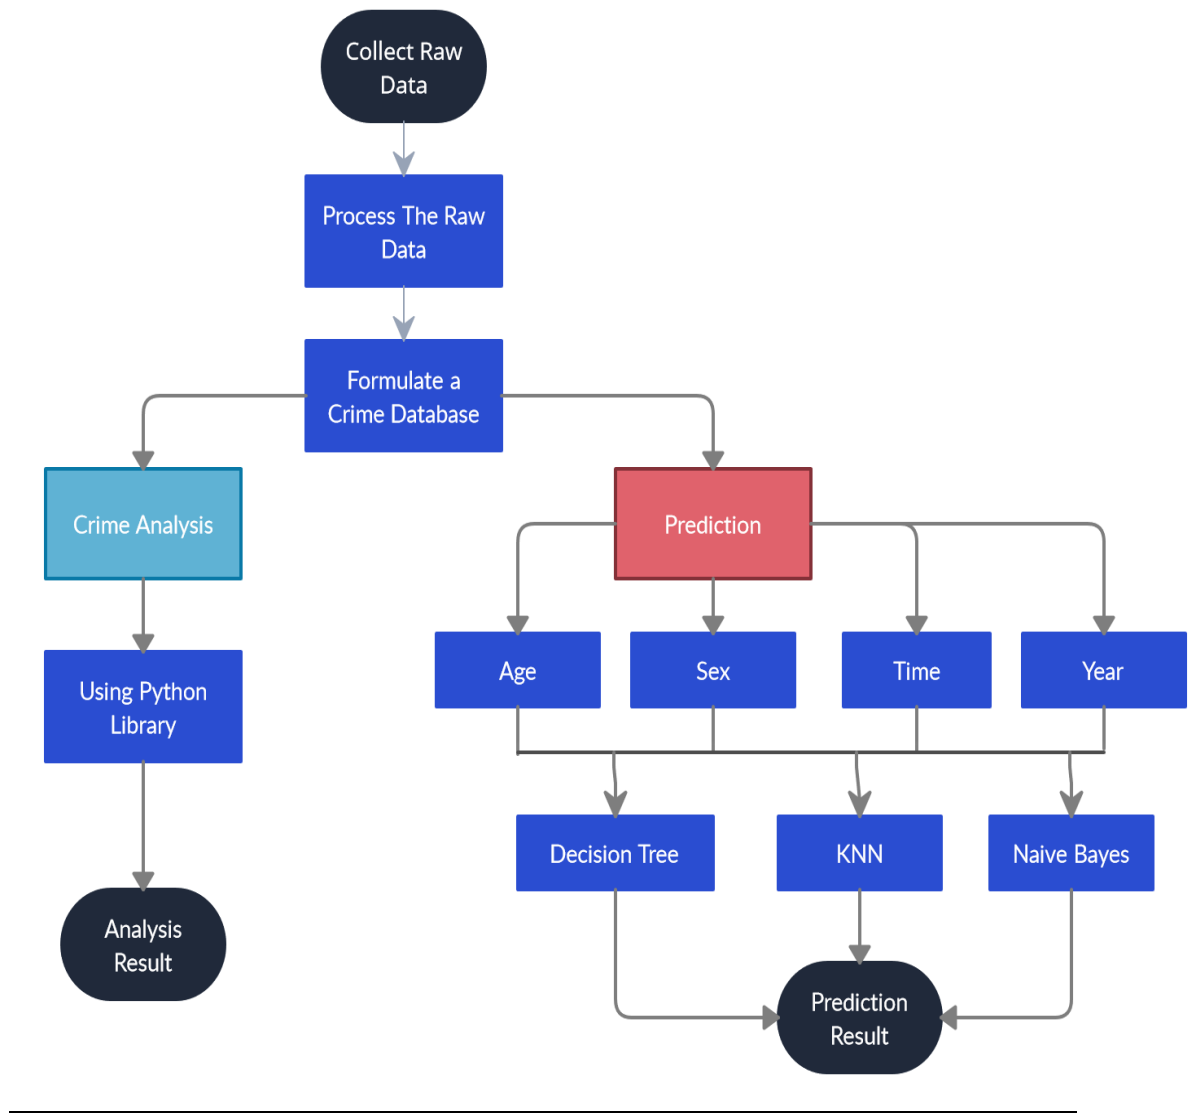 Collect Raw
Data
Process The Raw
Data
Formulate a
Crime Database
Crime Analysis
Prediction
Age
Sex
Time
Year
Using Python
Library
Decision Tree
KNN
Naive Bayes
Analysis
Result
Prediction
Result